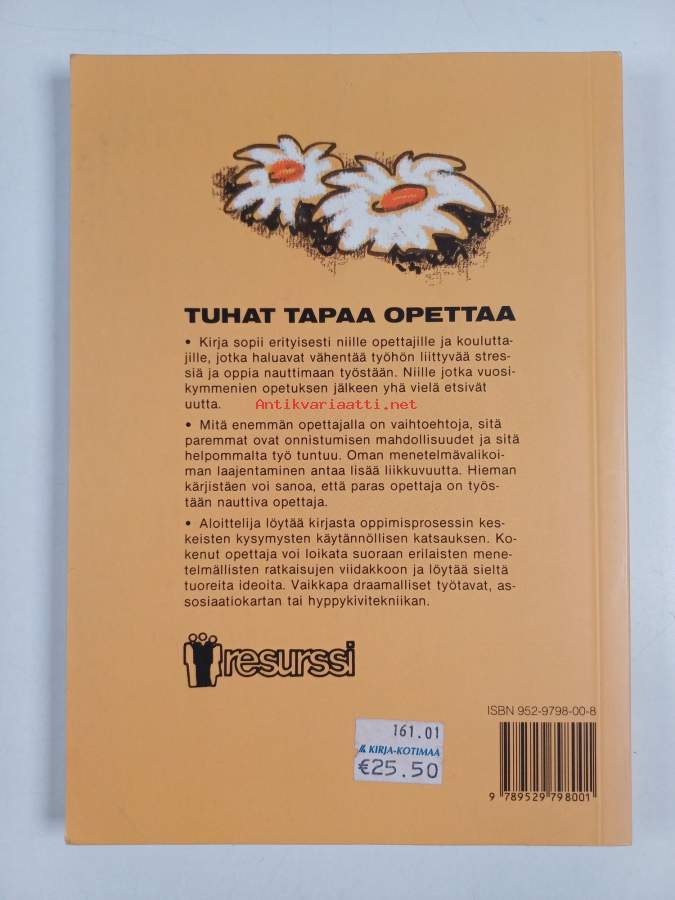 TUHAT TAPAA OPETTAA
• Kirja sopii erityisesti niille opettajille ja koulutta-
jille, jotka haluavat vähentää työhön liittyvää stres-
siä ja oppia nauttimaan työstään. Niille jotka vuosi-
kymmenien opetuksen jälkeen yhä vielä etsivät
uutta.
Antikvariaatti.net
• Mitä enemmän opettajalla on vaihtoehtoja, sitä
paremmat ovat onnistumisen mahdollisuudet ja sitä
helpommalta työ tuntuu. Oman menetelmävalikoi-
man laajentaminen antaa lisää liikkuvuutta. Hieman
kärjistäen voi sanoa, että paras opettaja on työs-
tään nauttiva opettaja.
• Aloittelija löytää kirjasta oppimisprosessin kes-
keisten kysymysten käytännöllisen katsauksen. Ko-
kenut opettaja voi loikata suoraan erilaisten mene-
telmällisten ratkaisujen viidakkoon ja löytää sieltä
tuoreita ideoita. Vaikkapa draamalliset työtavat, as-
sosiaatiokartan tai hyppykivitekniikan.
resurssi
ISBN 952-9798-00-8
161.01
KIRJA-KOTIMAA
€25.50
9 789529 798001